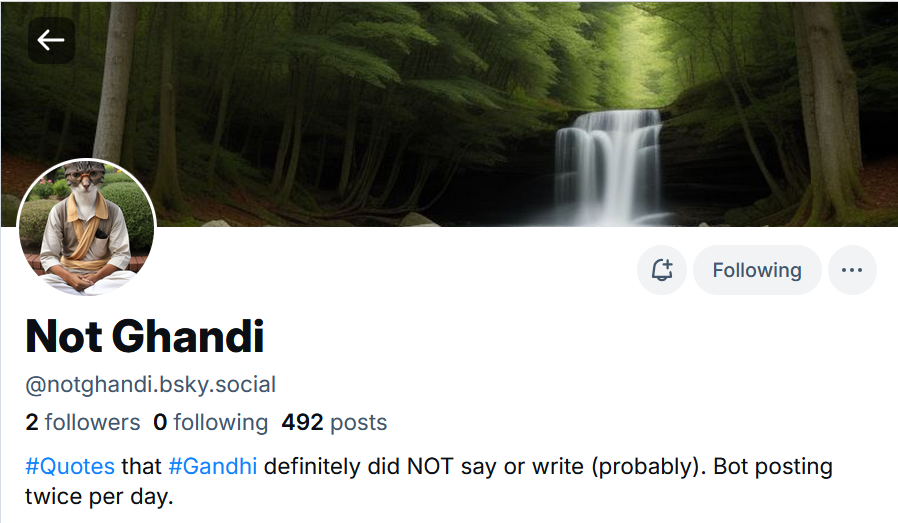 Following
Not Ghandi
@notghandi.bsky.social
2 followers 0 following 492 posts
#Quotes that #Gandhi definitely did NOT say or write (probably). Bot posting
twice per day.